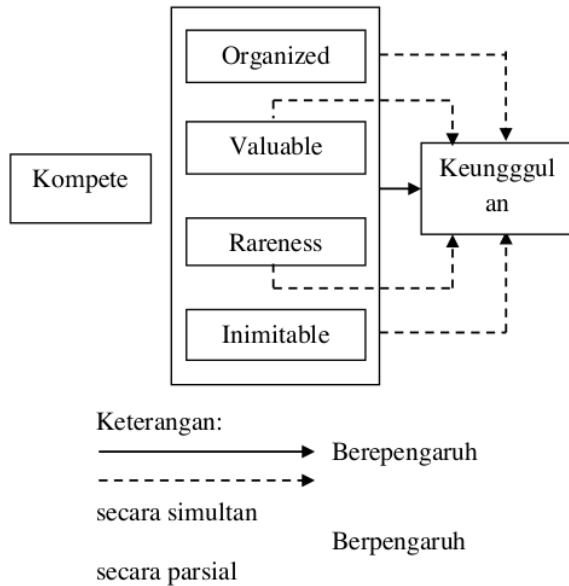 Organized
Valuable
Kompete
Keungggul
an
Rareness
Inimitable
Keterangan:
Berepengaruh
secara simultan
Berpengaruh
secara parsial